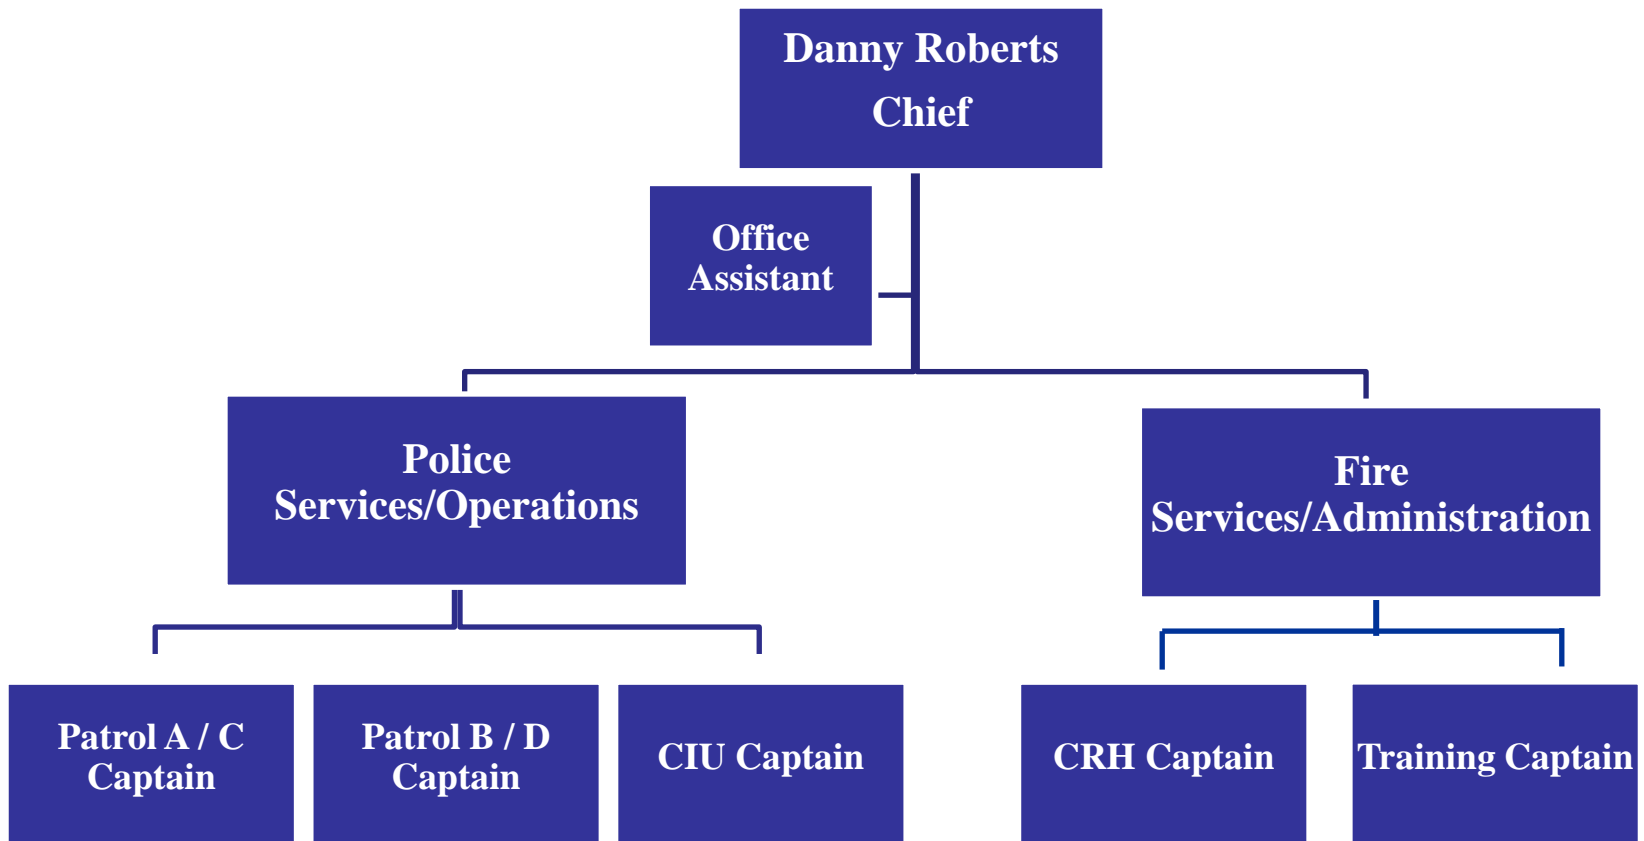 Danny Roberts
Chief
Office
Assistant
Police
Services/Operations
Fire
Services/Administration
Patrol A / C
Captain
Patrol B / D
Captain
CIU Captain
CRH Captain
Training Captain